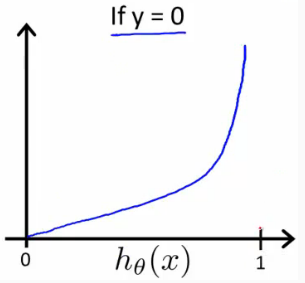 If y = 0
0 hθ(x) 1